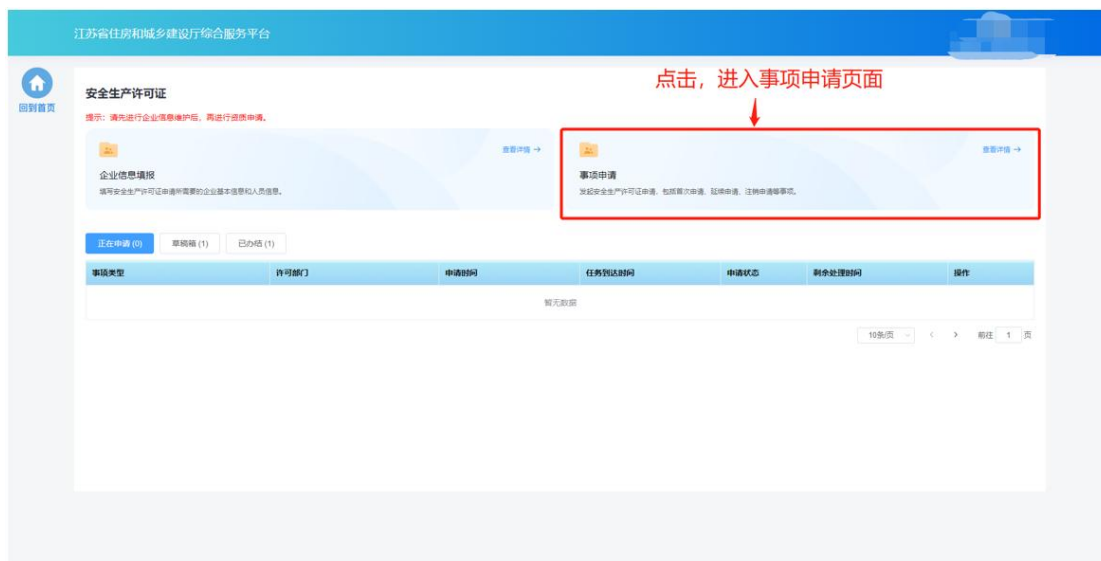 江苏省住房和城乡建设厅综合服务平台
回到首页
点击，进入事项申请页面
安全生产许可证
提示：请先进行企业信息维护后，再进行资质申请。
查看详情 →
企业信息填报
填写安全生产许可证申请所需要的企业基本信息和人员信息。
查看详情 →
事项申请
发起安全生产许可证申请，包括首次申请、延续申请、注销申请等事项。
正在申请 (0) 草稿箱 (1) 已办结 (1)
事项类型 许可部门 申请时间 任务到达时间 申请状态 剩余处理时间 操作
暂无数据
10条/页 < > 前往 1 页